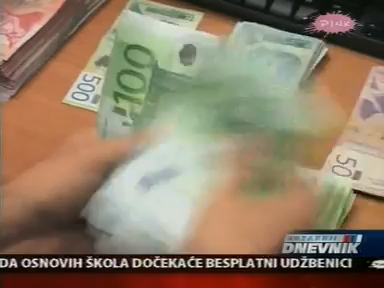 PINK
100
500
50
DNEVNIK
DA OSNOVIH ŠKOLA DOČEKAĆE BESPLATNI UDŽBENICI